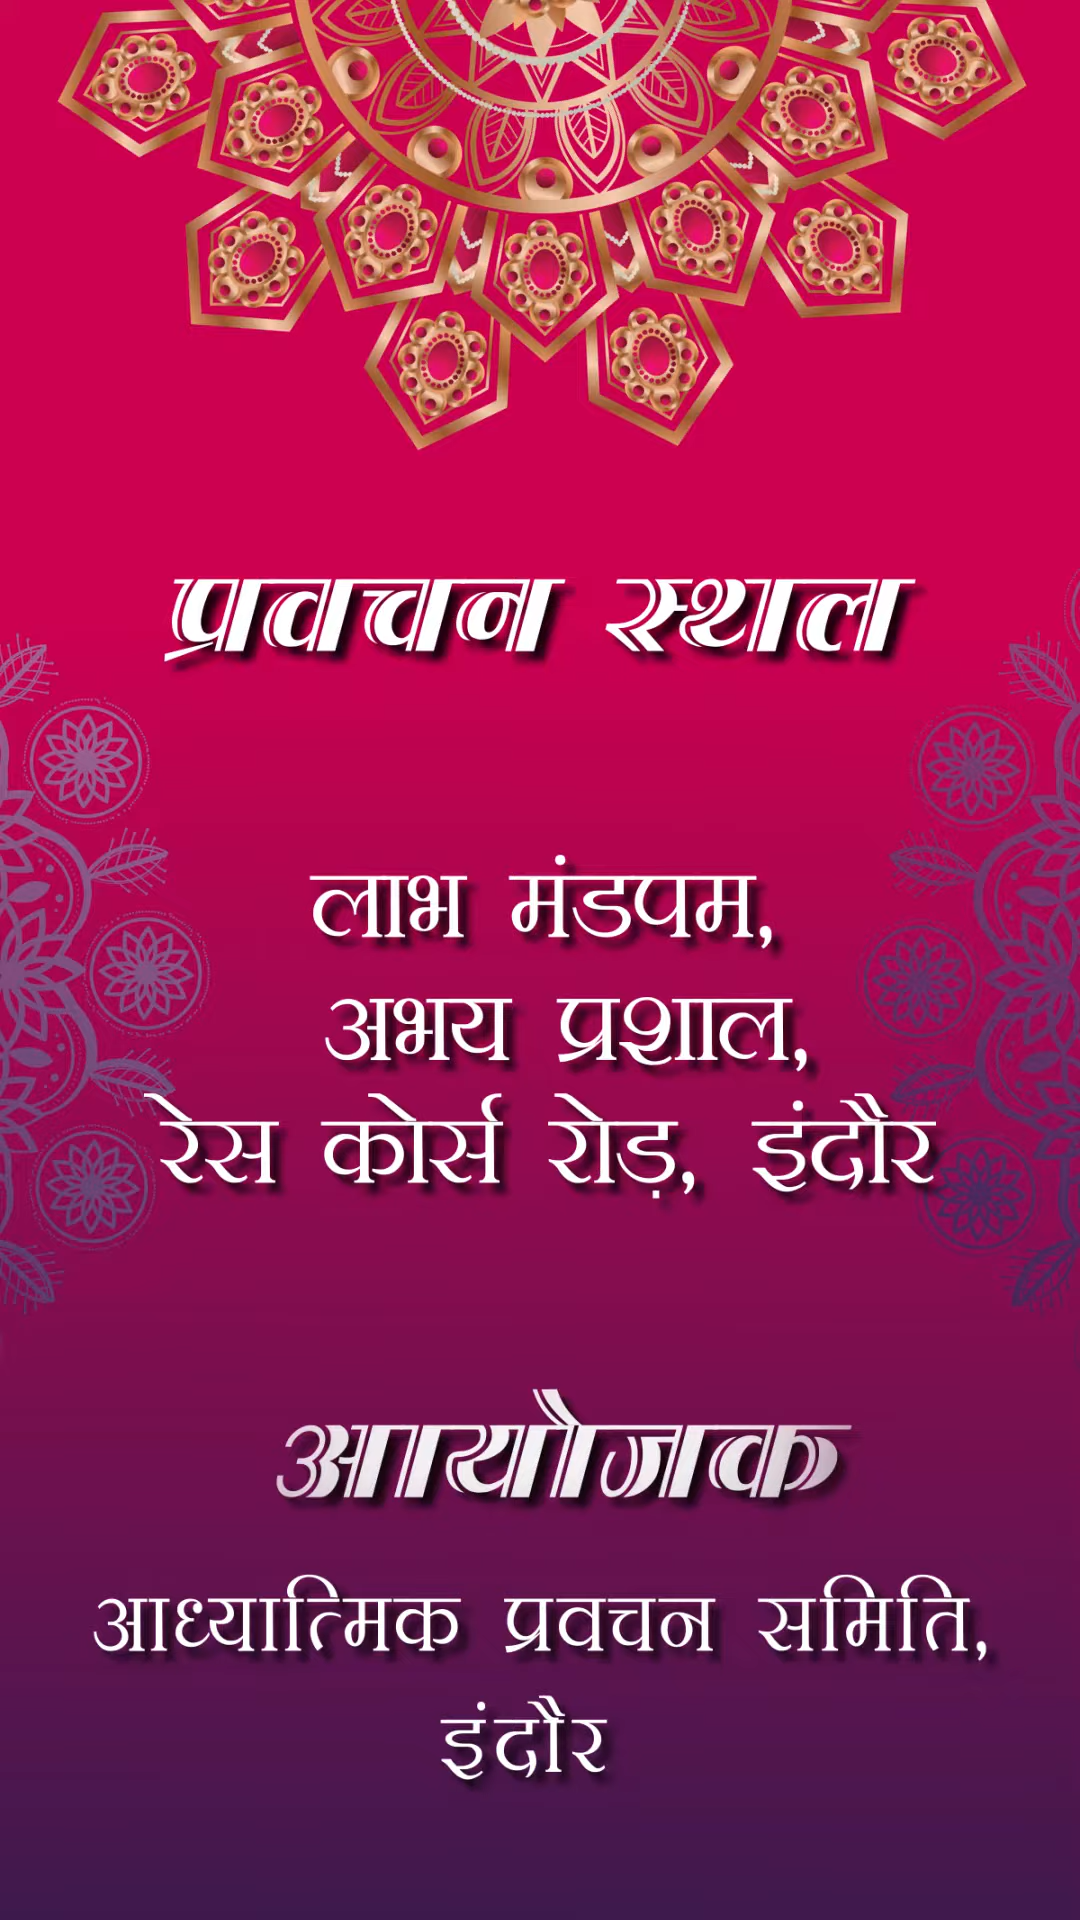 प्रवचन स्थल
लाभ मंडपम,
अभय प्रशाल,
रेस कोर्स रोड़, इंदौर
आयौजक
आध्यात्मिक प्रवचन समिति,
इंदौर